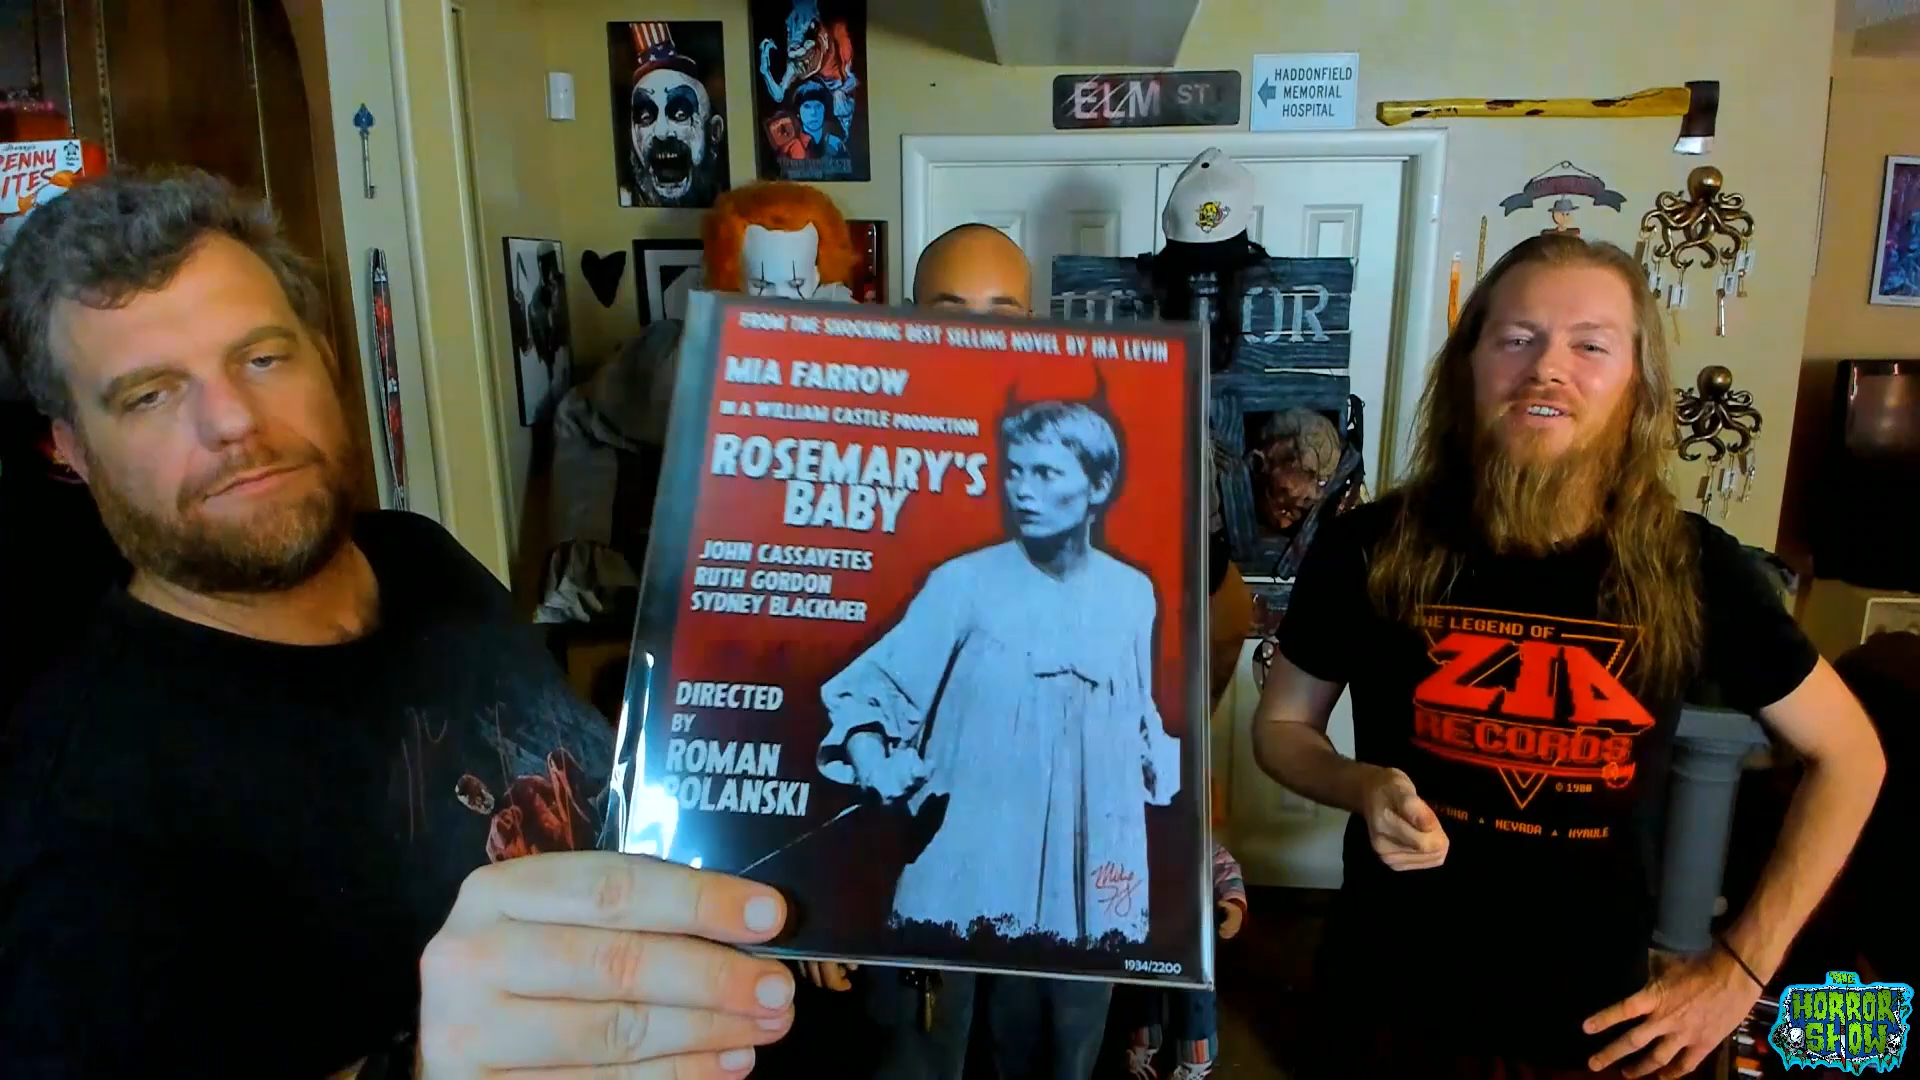 ELM ST
HADDONFIELD
MEMORIAL
HOSPITAL
PENNY
FROM THE SHOCKING BEST SELLING NOVEL BY IRA LEVIN
MIA FARROW
IN A WILLIAM CASTLE PRODUCTION
ROSEMARY'S
BABY
JOHN CASSAVETES
RUTH GORDON
SYDNEY BLACKMER
DIRECTED
BY
ROMAN
POLANSKI
1934/2200
THE LEGEND OF
ZIA
RECORDS
© 1980
NEVADA ▲ HYRULE
THE
HORROR
SHOW